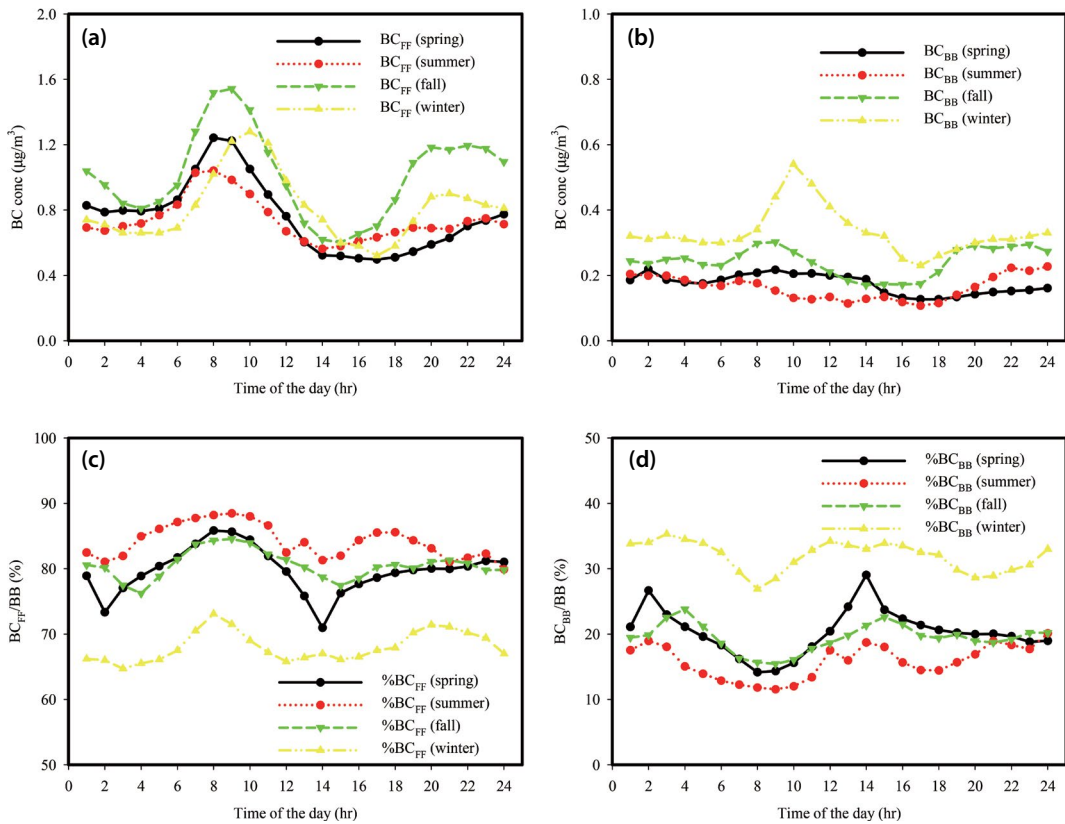 (a)
BC_FF (spring)
BC_FF (summer)
BC_FF (fall)
BC_FF (winter)
BC conc (µg/m³)
2.0
1.6
1.2
0.8
0.4
0.0
0 2 4 6 8 10 12 14 16 18 20 22 24
Time of the day (hr)
(b)
BC_BB (spring)
BC_BB (summer)
BC_BB (fall)
BC_BB (winter)
BC conc (µg/m³)
1.0
0.8
0.6
0.4
0.2
0.0
0 2 4 6 8 10 12 14 16 18 20 22 24
Time of the day (hr)
(c)
BC_FF/BB (%)
100
90
80
70
60
50
%BC_FF (spring)
%BC_FF (summer)
%BC_FF (fall)
%BC_FF (winter)
0 2 4 6 8 10 12 14 16 18 20 22 24
Time of the day (hr)
(d)
%BC_BB (spring)
%BC_BB (summer)
%BC_BB (fall)
%BC_BB (winter)
BC_BB/BB (%)
50
40
30
20
10
0
0 2 4 6 8 10 12 14 16 18 20 22 24
Time of the day (hr)